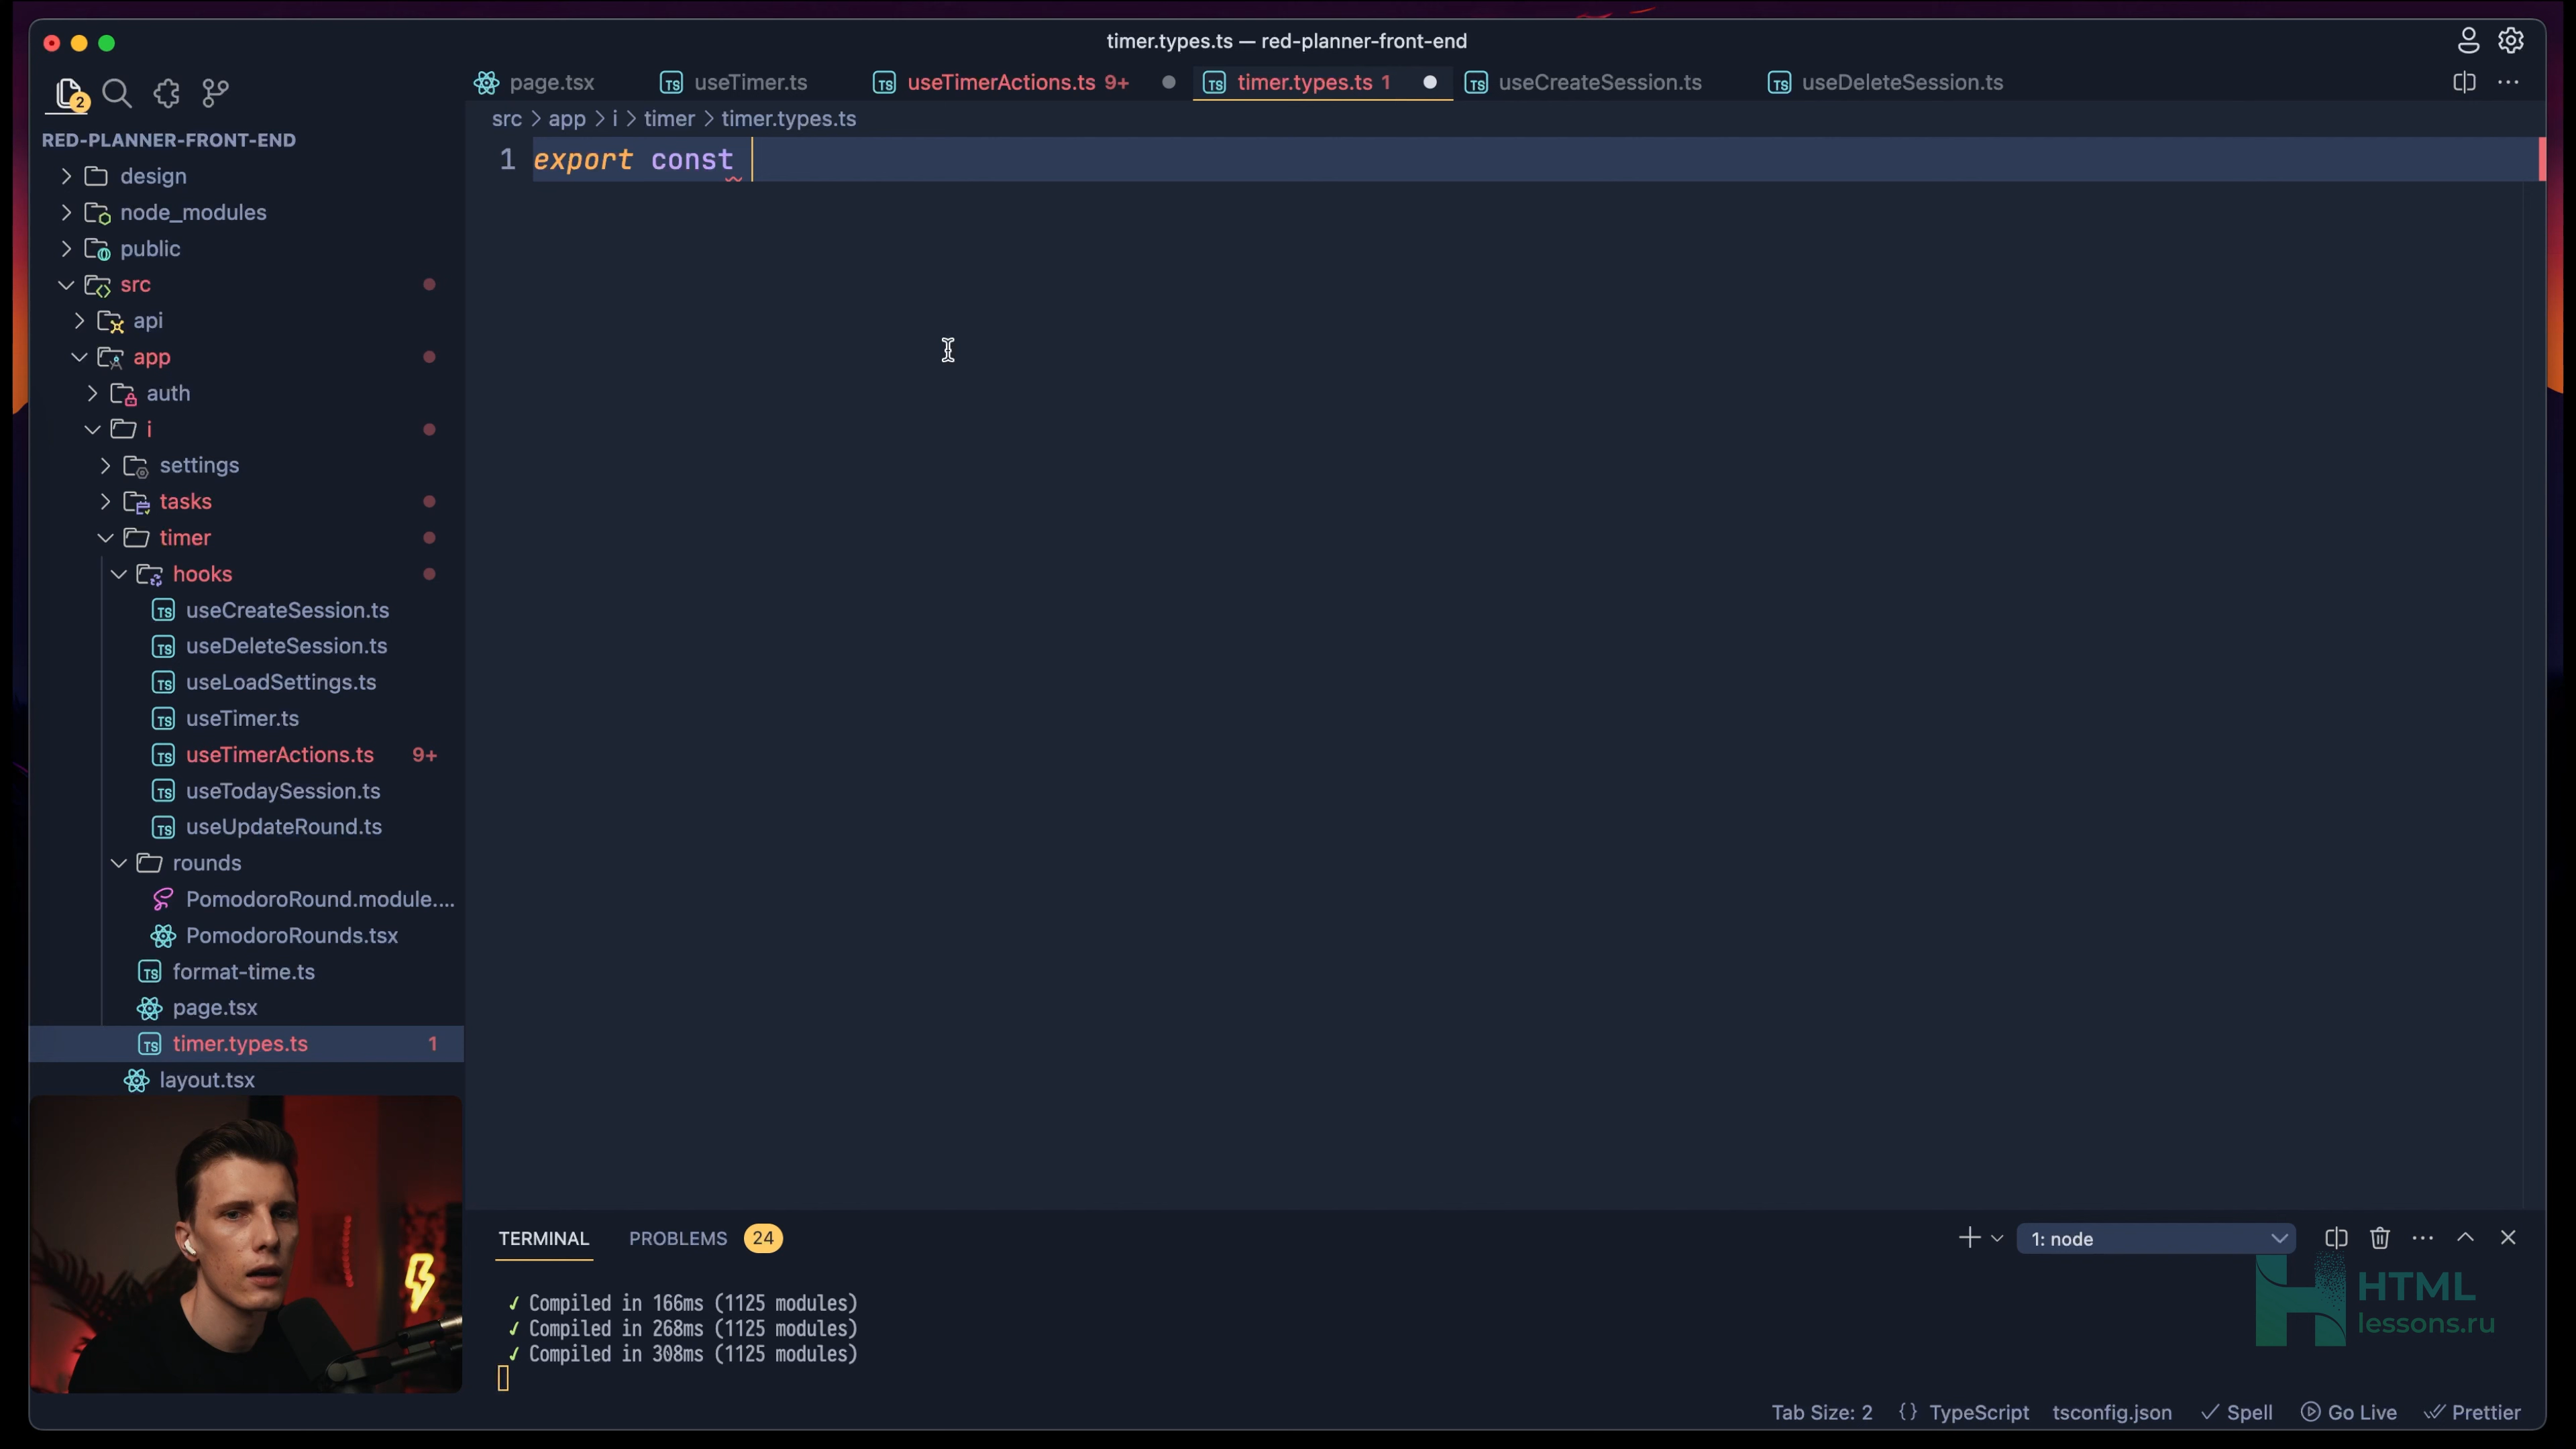 timer.types.ts — red-planner-front-end
2
page.tsx
useTimer.ts
useTimerActions.ts 9+
timer.types.ts 1
useCreateSession.ts
useDeleteSession.ts
src > app > i > timer > timer.types.ts
RED-PLANNER-FRONT-END
design
node_modules
public
src
api
app
auth
i
settings
tasks
timer
hooks
useCreateSession.ts
useDeleteSession.ts
useLoadSettings.ts
useTimer.ts
useTimerActions.ts 9+
useTodaySession.ts
useUpdateRound.ts
rounds
PomodoroRound.module....
PomodoroRounds.tsx
format-time.ts
page.tsx
timer.types.ts 1
layout.tsx
1 export const
TERMINAL PROBLEMS 24
1: node
✓ Compiled in 166ms (1125 modules)
✓ Compiled in 268ms (1125 modules)
✓ Compiled in 308ms (1125 modules)
HTML
lessons.ru
Tab Size: 2 {} TypeScript tsconfig.json Spell Go Live Prettier